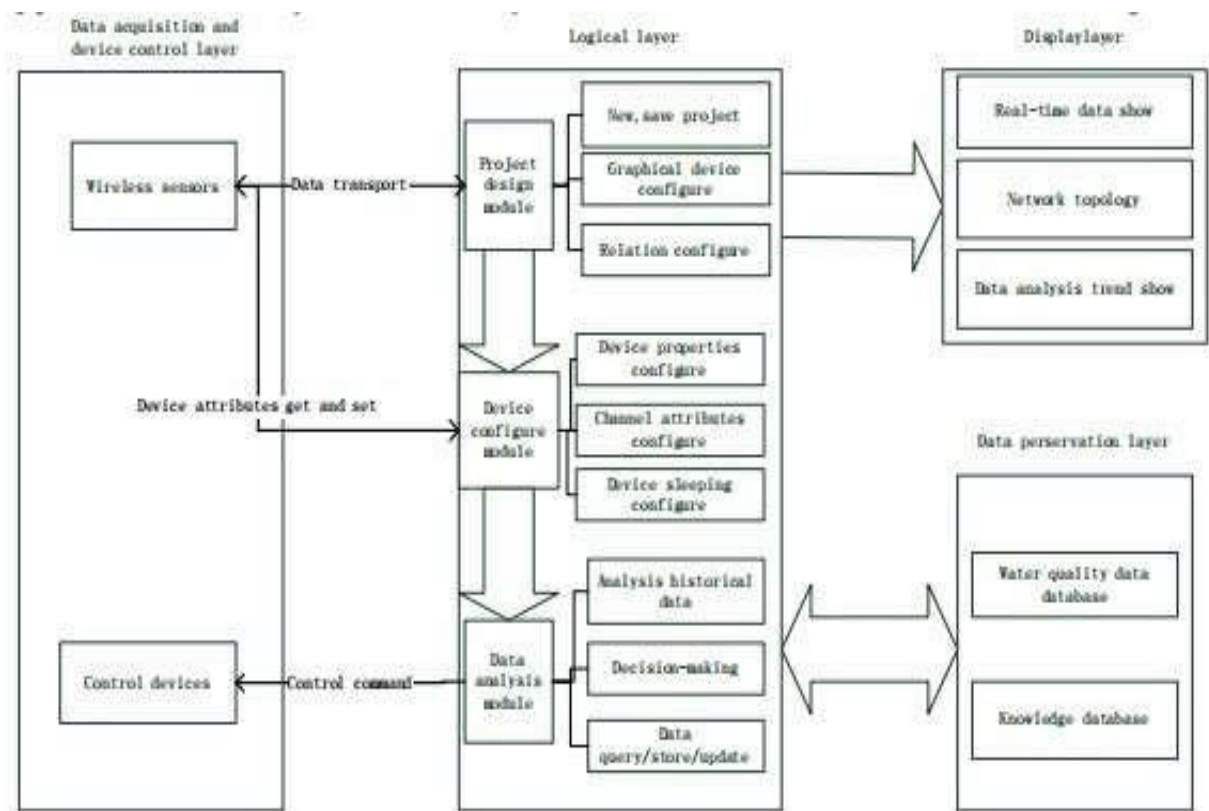 Data acquisition and
device control layer
Wireless sensors
Control devices
Data transport
Device attributes get and set
Control command
Logical layer
Project
design
module
New,save project
Graphical device
configure
Relation configure
Device
configure
module
Device properties
configure
Channel attributes
configure
Device sleeping
configure
Data
analysis
module
Analysis historical
data
Decision-making
Data
query/store/update
Displaylayer
Real-time data show
Network topology
Data analysis trend show
Data perservation layer
Water quality data
database
Knowledge database